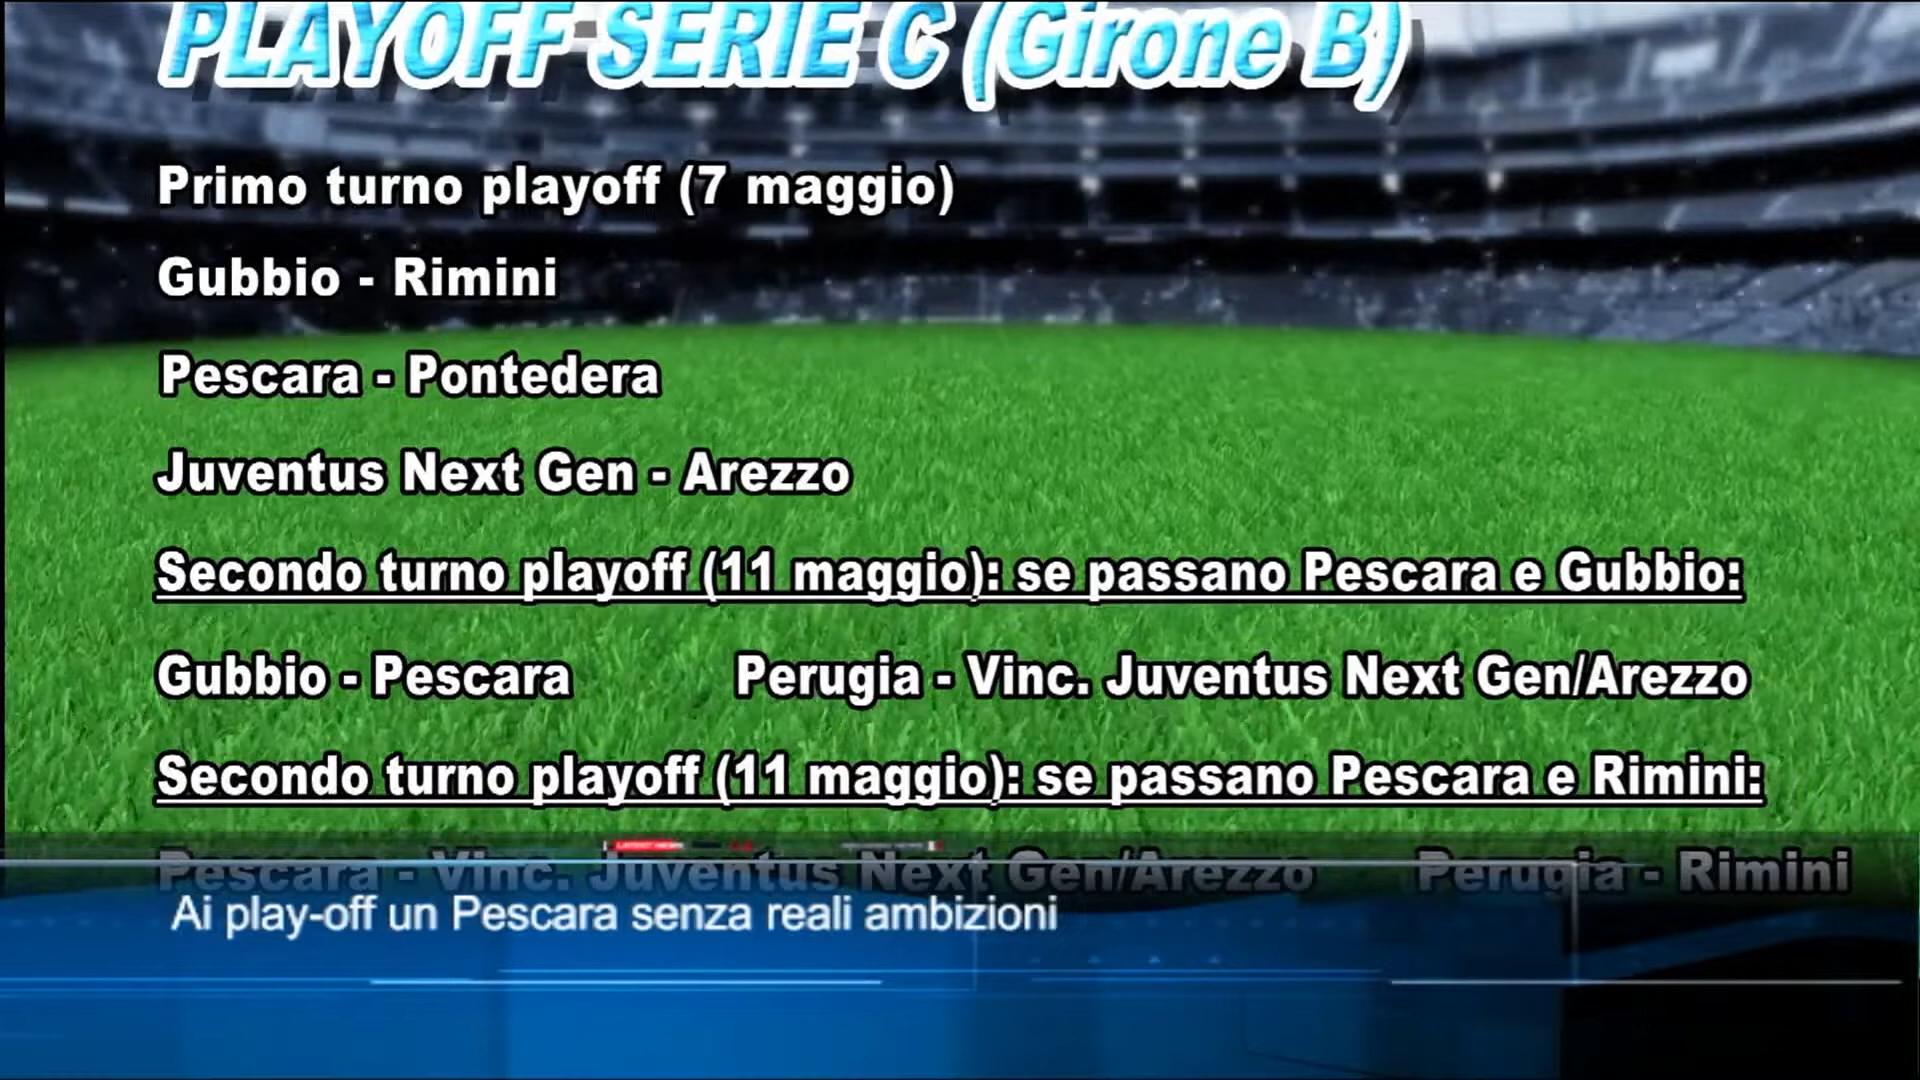 PLAYOFF SERIE C (Girone B)
Primo turno playoff (7 maggio)
Gubbio - Rimini
Pescara - Pontedera
Juventus Next Gen - Arezzo
Secondo turno playoff (11 maggio): se passano Pescara e Gubbio:
Gubbio - Pescara Perugia - Vinc. Juventus Next Gen/Arezzo
Secondo turno playoff (11 maggio): se passano Pescara e Rimini:
Pescara - Vinc. Juventus Next Gen/Arezzo Perugia - Rimini
Ai play-off un Pescara senza reali ambizioni